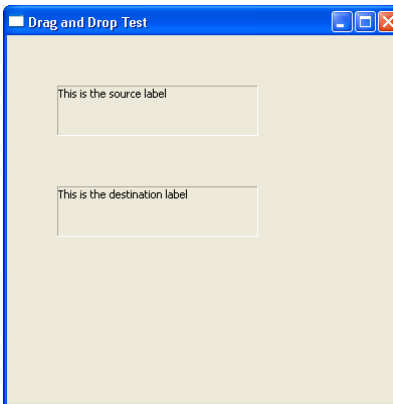 Drag and Drop Test
This is the source label
This is the destination label